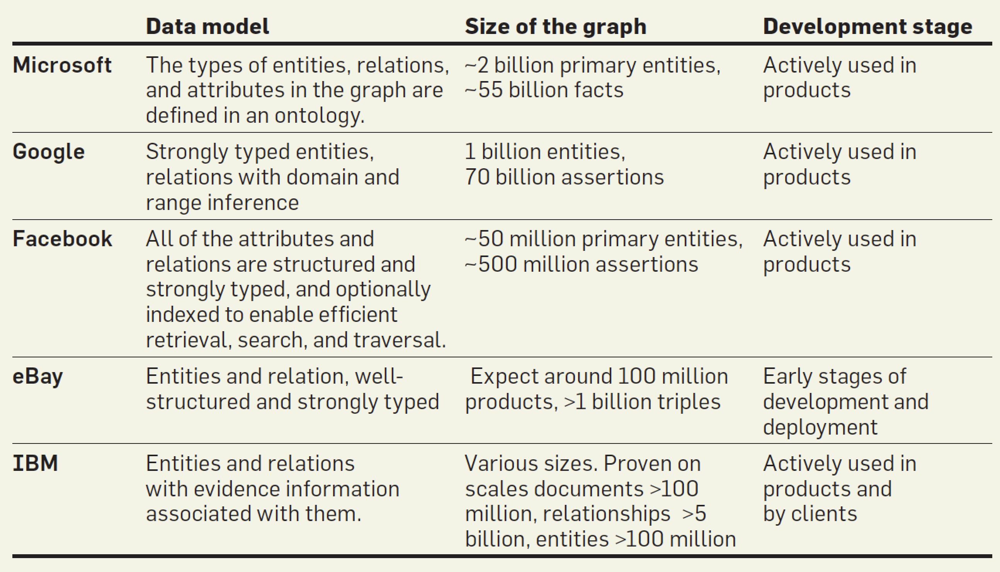 Data model Size of the graph Development stage
Microsoft The types of entities, relations, ~2 billion primary entities, Actively used in
and attributes in the graph are ~55 billion facts products
defined in an ontology.
Google Strongly typed entities, 1 billion entities, Actively used in
relations with domain and 70 billion assertions products
range inference
Facebook All of the attributes and ~50 million primary entities, Actively used in
relations are structured and ~500 million assertions products
strongly typed, and optionally
indexed to enable efficient
retrieval, search, and traversal.
eBay Entities and relation, well- Expect around 100 million Early stages of
structured and strongly typed products, >1 billion triples development and
deployment
IBM Entities and relations Various sizes. Proven on Actively used in
with evidence information scales documents >100 products and
associated with them. million, relationships >5 by clients
billion, entities >100 million